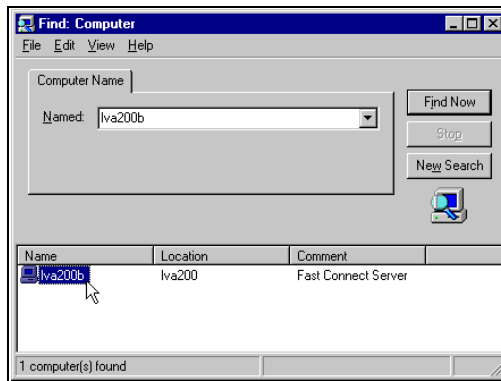 Find: Computer
File Edit View Help
Computer Name
Named: lva200b
Find Now
Stop
New Search
Name Location Comment
lva200b lva200 Fast Connect Server
1 computer(s) found